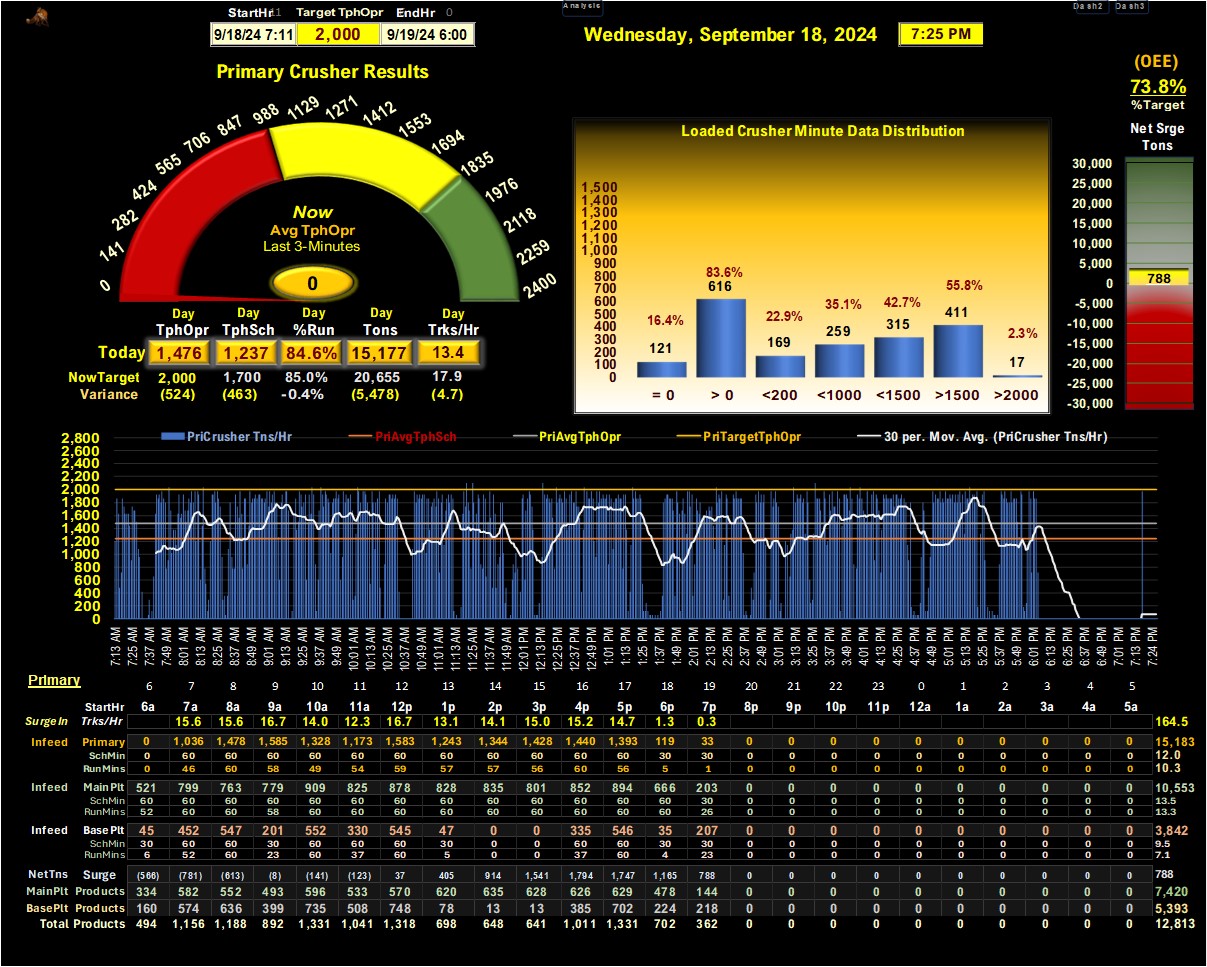 Analysis
Dash2 Dash3
StartHr 11 Target TphOpr EndHr 0
9/18/24 7:11 2,000 9/19/24 6:00
Wednesday, September 18, 2024 7:25 PM
Primary Crusher Results
(OEE)
73.8%
%Target
Net Srge
Tons
0 141 282 424 565 706 847 988 1129 1271 1412 1553 1694 1835 1976 2118 2259 2400
Now
Avg TphOpr
Last 3-Minutes
0
Day Day Day Day Day
TphOpr TphSch %Run Tons Trks/Hr
Today 1,476 1,237 84.6% 15,177 13.4
NowTarget 2,000 1,700 85.0% 20,655 17.9
Variance (524) (463) -0.4% (5,478) (4.7)
Loaded Crusher Minute Data Distribution
1,500
1,400
1,300
1,200
1,100
1,000
900
800
700
600
500
400
300
200
100
0
16.4% 83.6% 22.9% 35.1% 42.7% 55.8% 2.3%
121 616 169 259 315 411 17
= 0 > 0 <200 <1000 <1500 >1500 >2000
30,000
25,000
20,000
15,000
10,000
5,000
0
-5,000
-10,000
-15,000
-20,000
-25,000
-30,000
788
PriCrusher Tns/Hr PriAvgTphSch PriAvgTphOpr PriTargetTphOpr 30 per. Mov. Avg. (PriCrusher Tns/Hr)
2,800
2,600
2,400
2,200
2,000
1,800
1,600
1,400
1,200
1,000
800
600
400
200
0
7:13 AM 7:25 AM 7:37 AM 7:49 AM 8:01 AM 8:13 AM 8:25 AM 8:37 AM 8:49 AM 9:01 AM 9:13 AM 9:25 AM 9:37 AM 9:49 AM 10:01 AM 10:13 AM 10:25 AM 10:37 AM 10:49 AM 11:01 AM 11:13 AM 11:25 AM 11:37 AM 11:49 AM 12:01 PM 12:13 PM 12:25 PM 12:37 PM 12:49 PM 1:01 PM 1:13 PM 1:25 PM 1:37 PM 1:49 PM 2:01 PM 2:13 PM 2:25 PM 2:37 PM 2:49 PM 3:01 PM 3:13 PM 3:25 PM 3:37 PM 3:49 PM 4:01 PM 4:13 PM 4:25 PM 4:37 PM 4:49 PM 5:01 PM 5:13 PM 5:25 PM 5:37 PM 5:49 PM 6:01 PM 6:13 PM 6:25 PM 6:37 PM 6:49 PM 7:01 PM 7:13 PM 7:24 PM
Primary 6 7 8 9 10 11 12 13 14 15 16 17 18 19 20 21 22 23 0 1 2 3 4 5
StartHr 6a 7a 8a 9a 10a 11a 12p 1p 2p 3p 4p 5p 6p 7p 8p 9p 10p 11p 12a 1a 2a 3a 4a 5a
SurgeIn Trks/Hr 15.6 15.6 16.7 14.0 12.3 16.7 13.1 14.1 15.0 15.2 14.7 1.3 0.3 164.5
Infeed Primary 0 1,036 1,478 1,585 1,328 1,173 1,583 1,243 1,344 1,428 1,440 1,393 119 33 0 0 0 0 0 0 0 0 0 0 15,183
SchMin 0 60 60 60 60 60 60 60 60 60 60 60 30 30 0 0 0 0 0 0 0 0 0 0 12.0
RunMins 0 46 60 58 49 54 59 57 57 56 60 56 5 1 0 0 0 0 0 0 0 0 0 0 10.3
Infeed MainPlt 521 799 763 779 909 825 878 828 835 801 852 894 666 203 0 0 0 0 0 0 0 0 0 0 10,553
SchMin 60 60 60 60 60 60 60 60 60 60 60 60 60 30 0 0 0 0 0 0 0 0 0 0 13.5
RunMins 52 60 60 58 60 60 60 60 60 60 60 60 60 26 0 0 0 0 0 0 0 0 0 0 13.3
Infeed BasePlt 45 452 547 201 552 330 545 47 0 0 335 546 35 207 0 0 0 0 0 0 0 0 0 0 3,842
SchMin 30 60 60 30 60 60 60 30 0 0 60 60 30 30 0 0 0 0 0 0 0 0 0 0 9.5
RunMins 6 52 60 23 60 37 60 5 0 0 37 60 4 23 0 0 0 0 0 0 0 0 0 0 7.1
NetTns Surge (566) (781) (613) (8) (141) (123) 37 405 914 1,541 1,794 1,747 1,165 788 0 0 0 0 0 0 0 0 0 0 788
MainPlt Products 334 582 552 493 596 533 570 620 635 628 626 629 478 144 0 0 0 0 0 0 0 0 0 0 7,420
BasePlt Products 160 574 636 399 735 508 748 78 13 13 385 702 224 218 0 0 0 0 0 0 0 0 0 0 5,393
Total Products 494 1,156 1,188 892 1,331 1,041 1,318 698 648 641 1,011 1,331 702 362 0 0 0 0 0 0 0 0 0 0 12,813